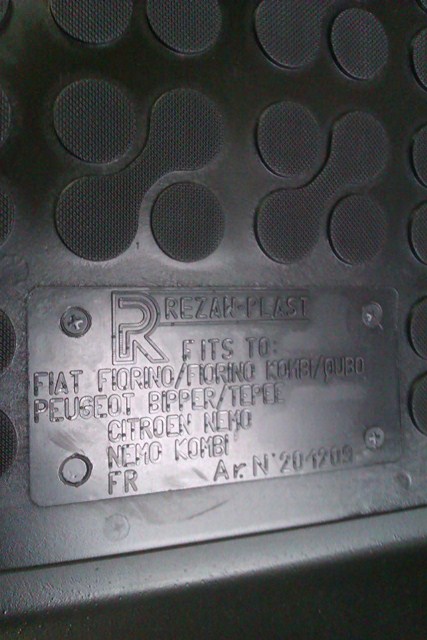 R REZAW-PLAST
FITS TO:
FIAT FIORINO/FIORINO KOMBI/QUBO
PEUGEOT BIPPER/TEPEE
CITROEN NEMO
NEMO KOMBI
FR Ar. N° 201209